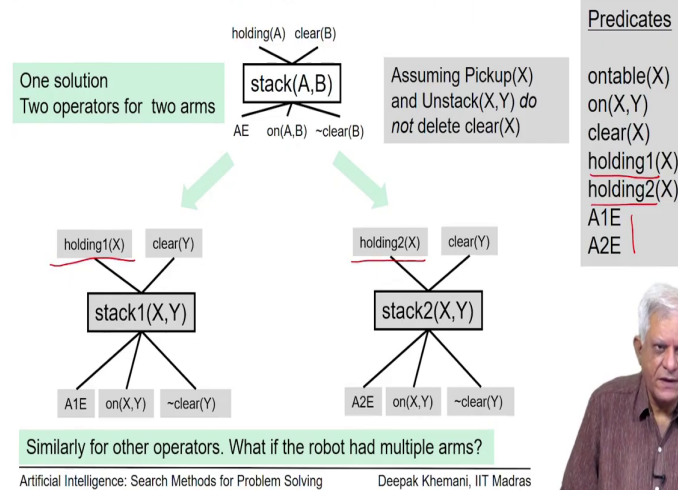 holding(A) clear(B)
Predicates
One solution
Two operators for two arms
stack(A,B)
Assuming Pickup(X)
and Unstack(X,Y) do
not delete clear(X)
AE on(A,B) ~clear(B)
ontable(X)
on(X,Y)
clear(X)
holding1(X)
holding2(X)
A1E
A2E
holding1(X) clear(Y)
holding2(X) clear(Y)
stack1(X,Y)
stack2(X,Y)
A1E on(X,Y) ~clear(Y)
A2E on(X,Y) ~clear(Y)
Similarly for other operators. What if the robot had multiple arms?
Artificial Intelligence: Search Methods for Problem Solving
Deepak Khemani, IIT Madras